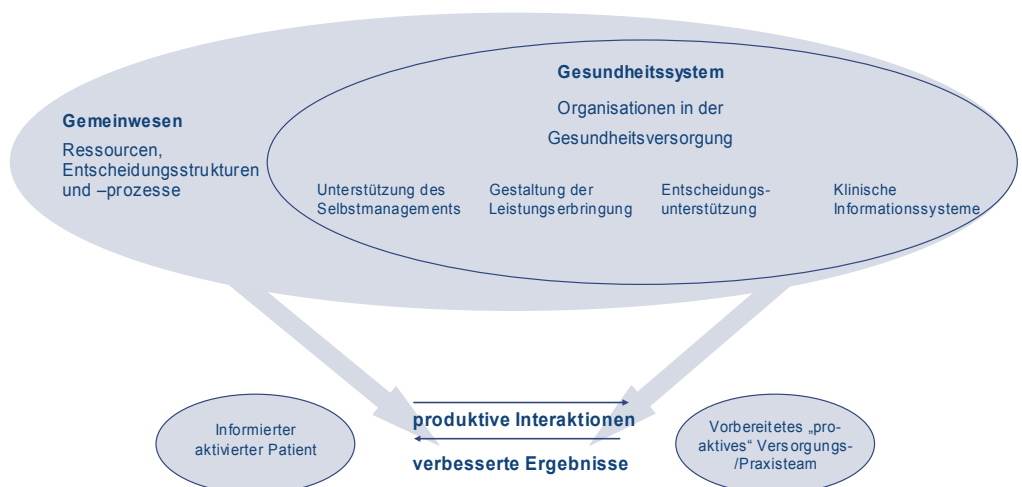 Gesundheitssystem
Organisationen in der
Gesundheitsversorgung
Gemeinwesen
Ressourcen,
Entscheidungsstrukturen
und –prozesse
Unterstützung des
Selbstmanagements
Gestaltung der
Leistungserbringung
Entscheidungs-
unterstützung
Klinische
Informationssysteme
Informierter
aktivierter Patient
produktive Interaktionen
verbesserte Ergebnisse
Vorbereitetes „pro-
aktives“ Versorgungs-
/Praxisteam